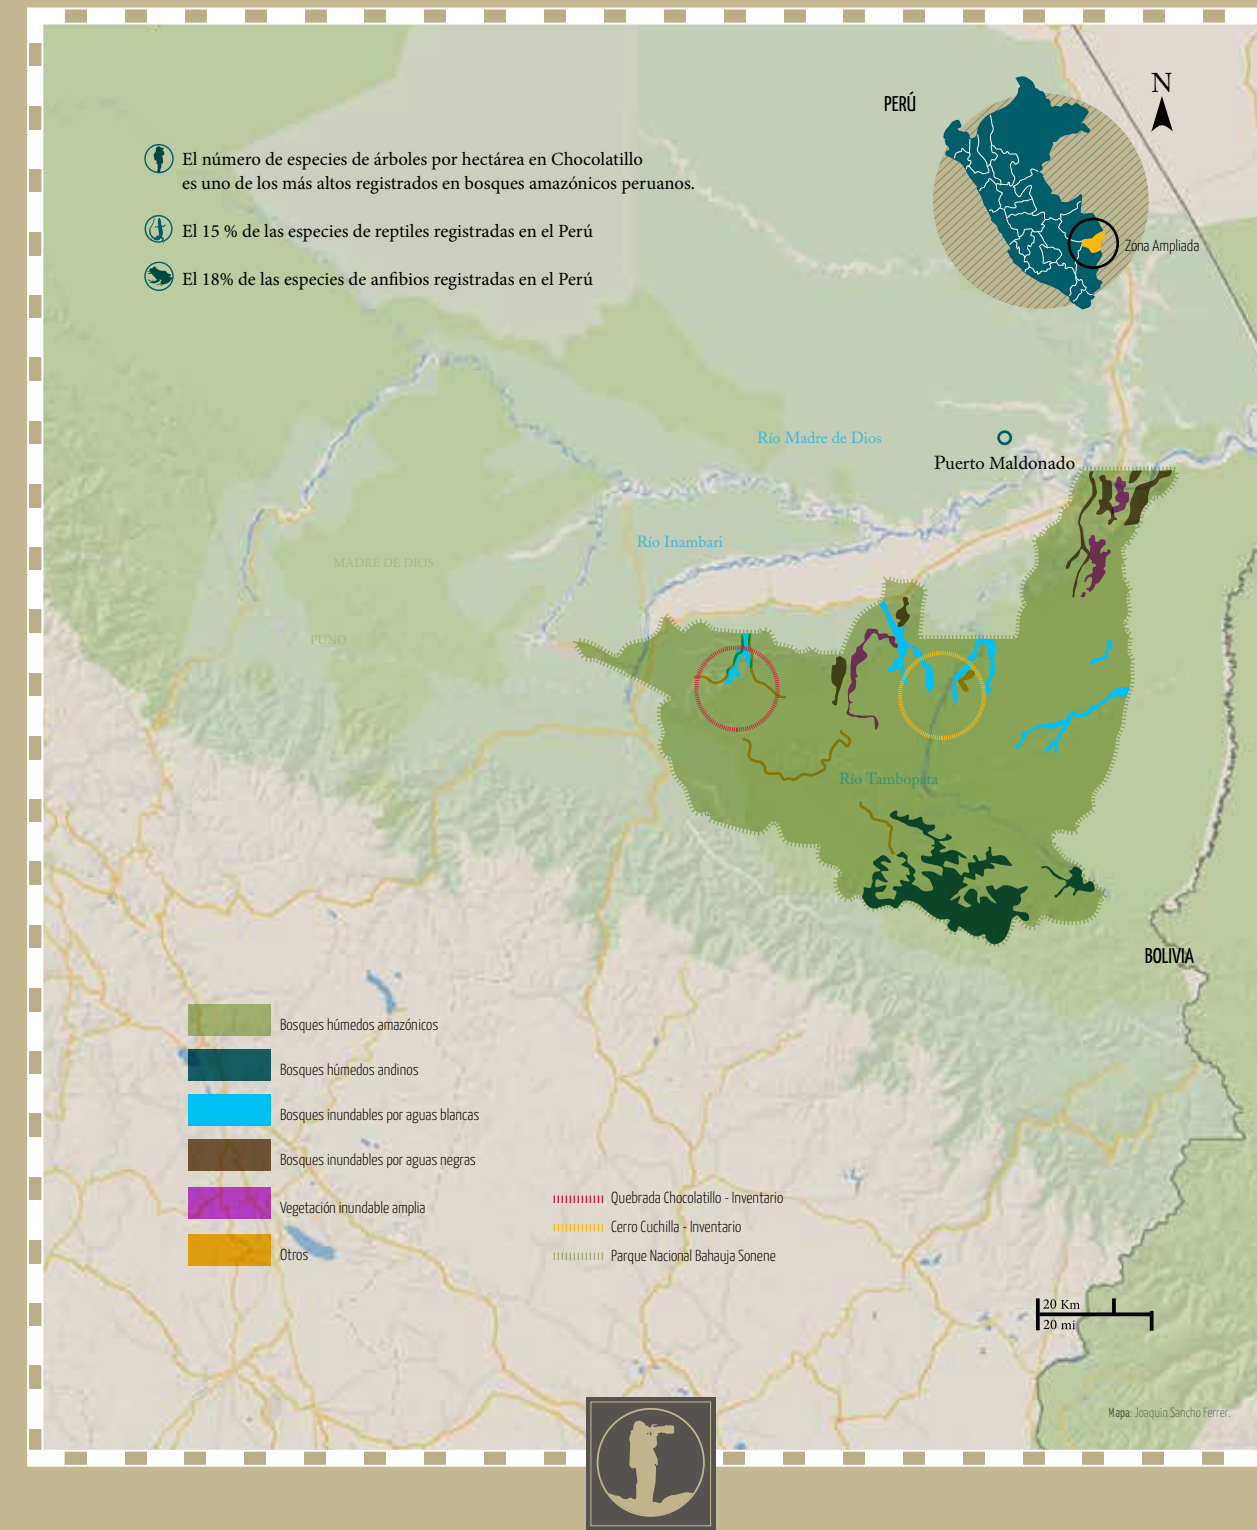 PERÚ
N
Zona Ampliada
El número de especies de árboles por hectárea en Chocolatillo
es uno de los más altos registrados en bosques amazónicos peruanos.
El 15 % de las especies de reptiles registradas en el Perú
El 18% de las especies de anfibios registradas en el Perú
Río Madre de Dios
Puerto Maldonado
Río Inambari
MADRE DE DIOS
PUNO
Río Tambopata
BOLIVIA
Bosques húmedos amazónicos
Bosques húmedos andinos
Bosques inundables por aguas blancas
Bosques inundables por aguas negras
Vegetación inundable amplia
Otros
Quebrada Chocolatillo - Inventario
Cerro Cuchilla - Inventario
Parque Nacional Bahauja Sonene
20 Km
20 mi
Mapa: Joaquín Sancho Ferrer.